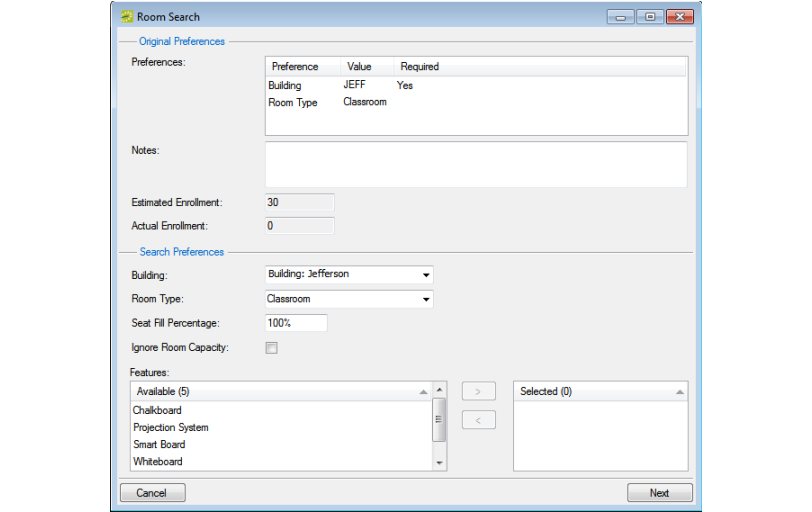 Room Search
Original Preferences
Preferences:
Preference Value Required
Building JEFF Yes
Room Type Classroom
Notes:
Estimated Enrollment: 30
Actual Enrollment: 0
Search Preferences
Building: Building: Jefferson
Room Type: Classroom
Seat Fill Percentage: 100%
Ignore Room Capacity:
Features:
Available (5) > Selected (0)
Chalkboard
Projection System <
Smart Board
Whiteboard
Cancel Next